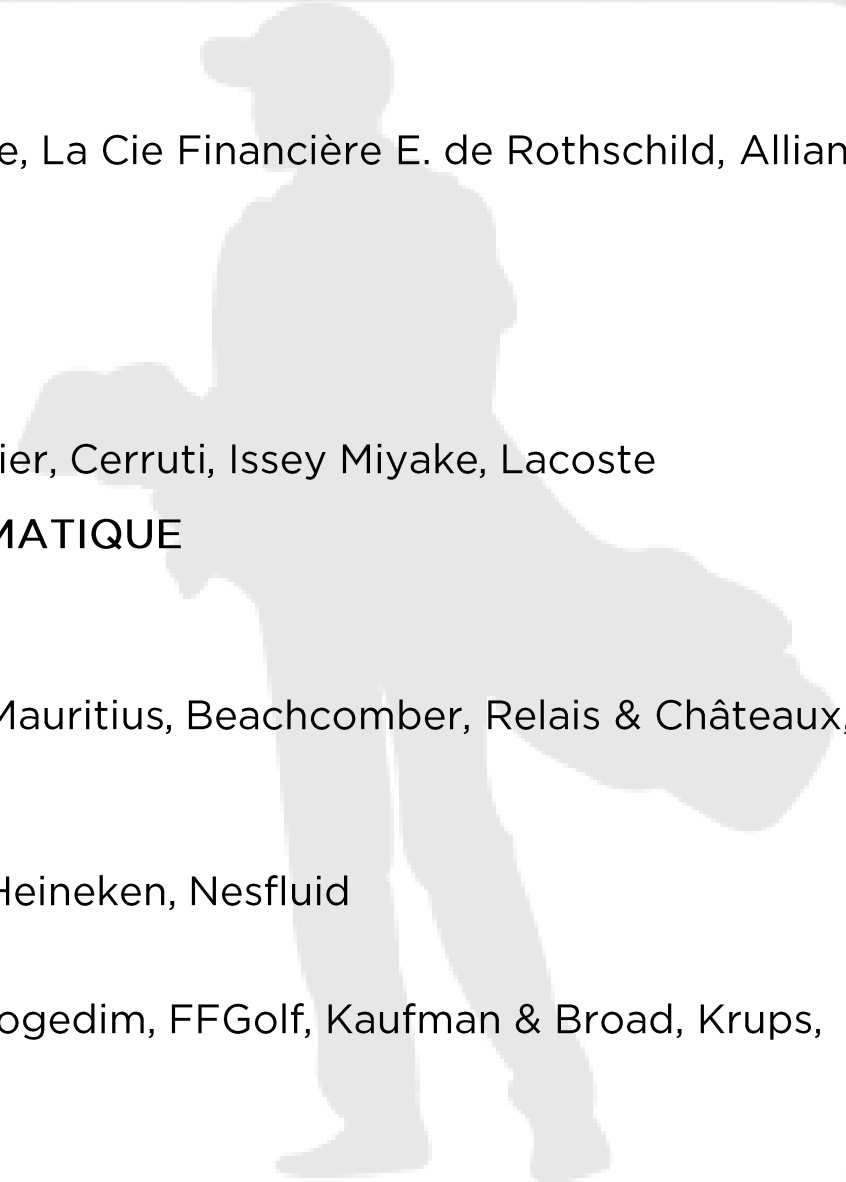 e, La Cie Financière E. de Rothschild, Allian
ier, Cerruti, Issey Miyake, Lacoste
MATIQUE
Mauritius, Beachcomber, Relais & Châteaux,
Heineken, Nesfluid
ogedim, FFGolf, Kaufman & Broad, Krups,